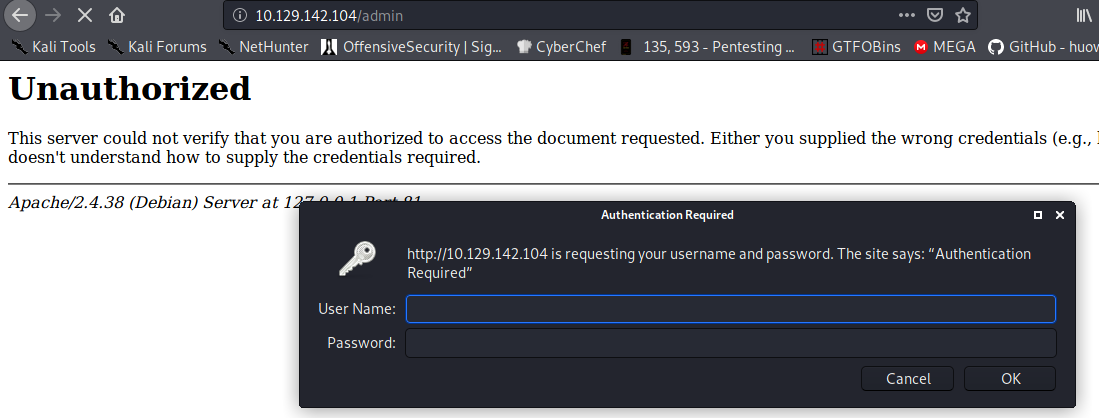 10.129.142.104/admin
Kali Tools Kali Forums NetHunter OffensiveSecurity | Sig... CyberChef 135, 593 - Pentesting ... GTFOBins MEGA GitHub - huow
Unauthorized
This server could not verify that you are authorized to access the document requested. Either you supplied the wrong credentials (e.g.,
doesn't understand how to supply the credentials required.
Apache/2.4.38 (Debian) Server at 127.0.0.1 Port 81
Authentication Required
http://10.129.142.104 is requesting your username and password. The site says: “Authentication
Required”
User Name:
Password:
Cancel OK